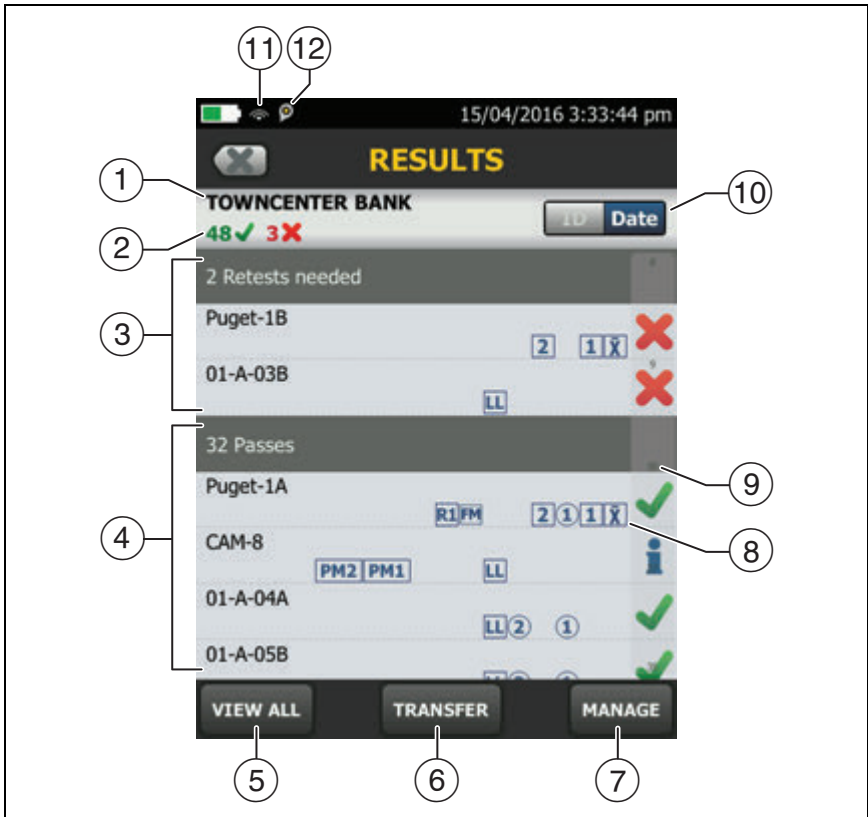 11 12
15/04/2016 3:33:44 pm
RESULTS
1
TOWNCENTER BANK
ID Date
10
2
48 3
3
2 Retests needed
Puget-1B
2 1 X̃
01-A-03B
9
LL
4
32 Passes
9
Puget-1A
R1 FM 2 1 1 X̃
8
CAM-8
PM2 PM1 LL
i
01-A-04A
LL 2 1
01-A-05B
VIEW ALL TRANSFER MANAGE
5 6 7